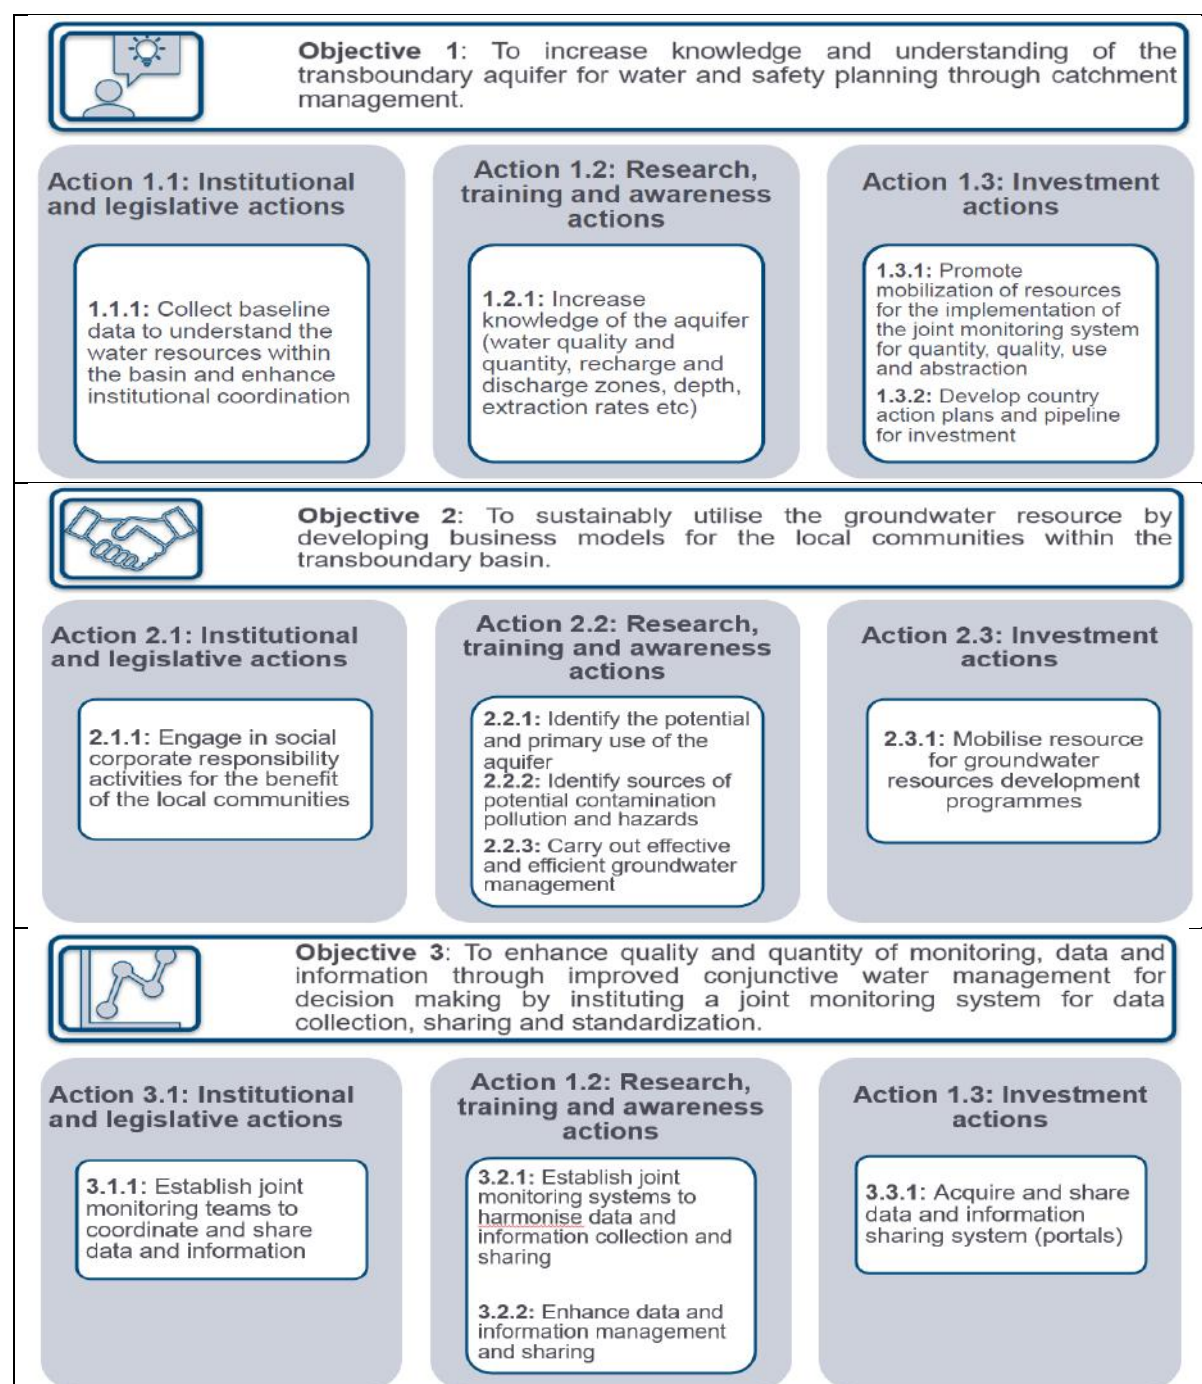 Objective 1: To increase knowledge and understanding of the
transboundary aquifer for water and safety planning through catchment
management.
Action 1.1: Institutional
and legislative actions
1.1.1: Collect baseline
data to understand the
water resources within
the basin and enhance
institutional coordination
Action 1.2: Research,
training and awareness
actions
1.2.1: Increase
knowledge of the aquifer
(water quality and
quantity, recharge and
discharge zones, depth,
extraction rates etc)
Action 1.3: Investment
actions
1.3.1: Promote
mobilization of resources
for the implementation of
the joint monitoring system
for quantity, quality, use
and abstraction
1.3.2: Develop country
action plans and pipeline
for investment
Objective 2: To sustainably utilise the groundwater resource by
developing business models for the local communities within the
transboundary basin.
Action 2.1: Institutional
and legislative actions
2.1.1: Engage in social
corporate responsibility
activities for the benefit
of the local communities
Action 2.2: Research,
training and awareness
actions
2.2.1: Identify the potential
and primary use of the
aquifer
2.2.2: Identify sources of
potential contamination
pollution and hazards
2.2.3: Carry out effective
and efficient groundwater
management
Action 2.3: Investment
actions
2.3.1: Mobilise resource
for groundwater
resources development
programmes
Objective 3: To enhance quality and quantity of monitoring, data and
information through improved conjunctive water management for
decision making by instituting a joint monitoring system for data
collection, sharing and standardization.
Action 3.1: Institutional
and legislative actions
3.1.1: Establish joint
monitoring teams to
coordinate and share
data and information
Action 1.2: Research,
training and awareness
actions
3.2.1: Establish joint
monitoring systems to
harmonise data and
information collection and
sharing
3.2.2: Enhance data and
information management
and sharing
Action 1.3: Investment
actions
3.3.1: Acquire and share
data and information
sharing system (portals)